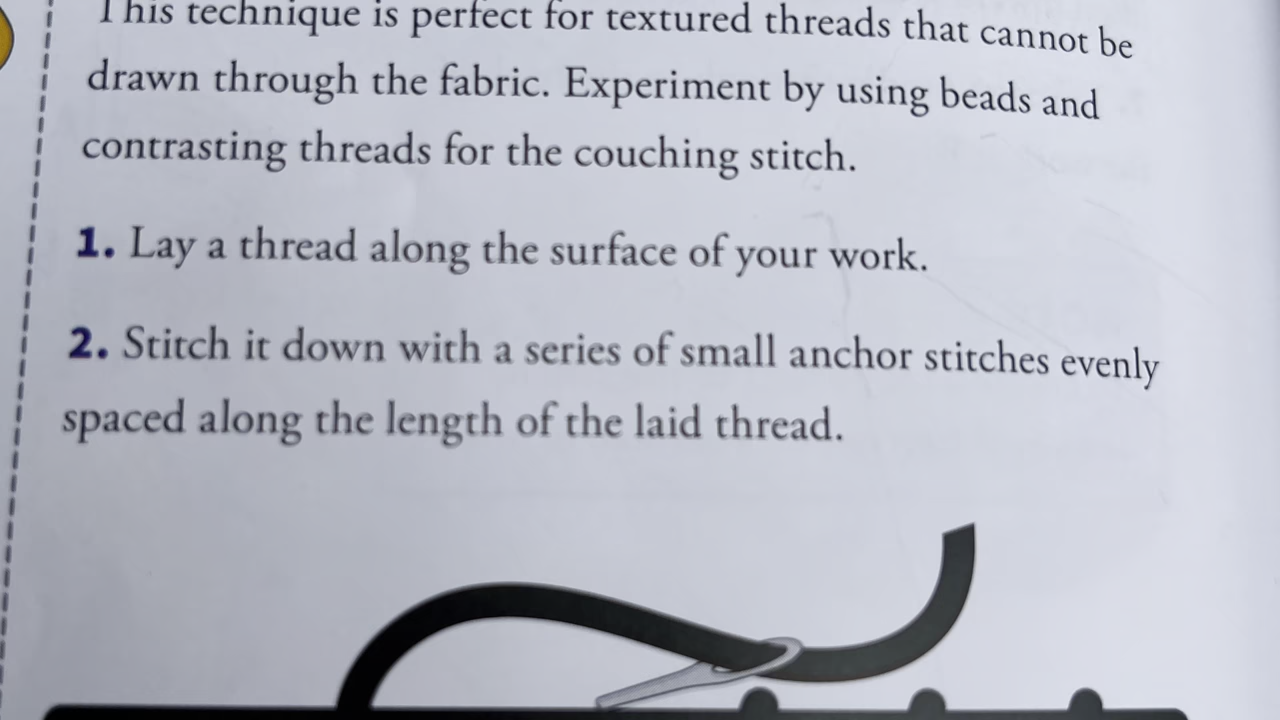 This technique is perfect for textured threads that cannot be
drawn through the fabric. Experiment by using beads and
contrasting threads for the couching stitch.
1. Lay a thread along the surface of your work.
2. Stitch it down with a series of small anchor stitches evenly
spaced along the length of the laid thread.